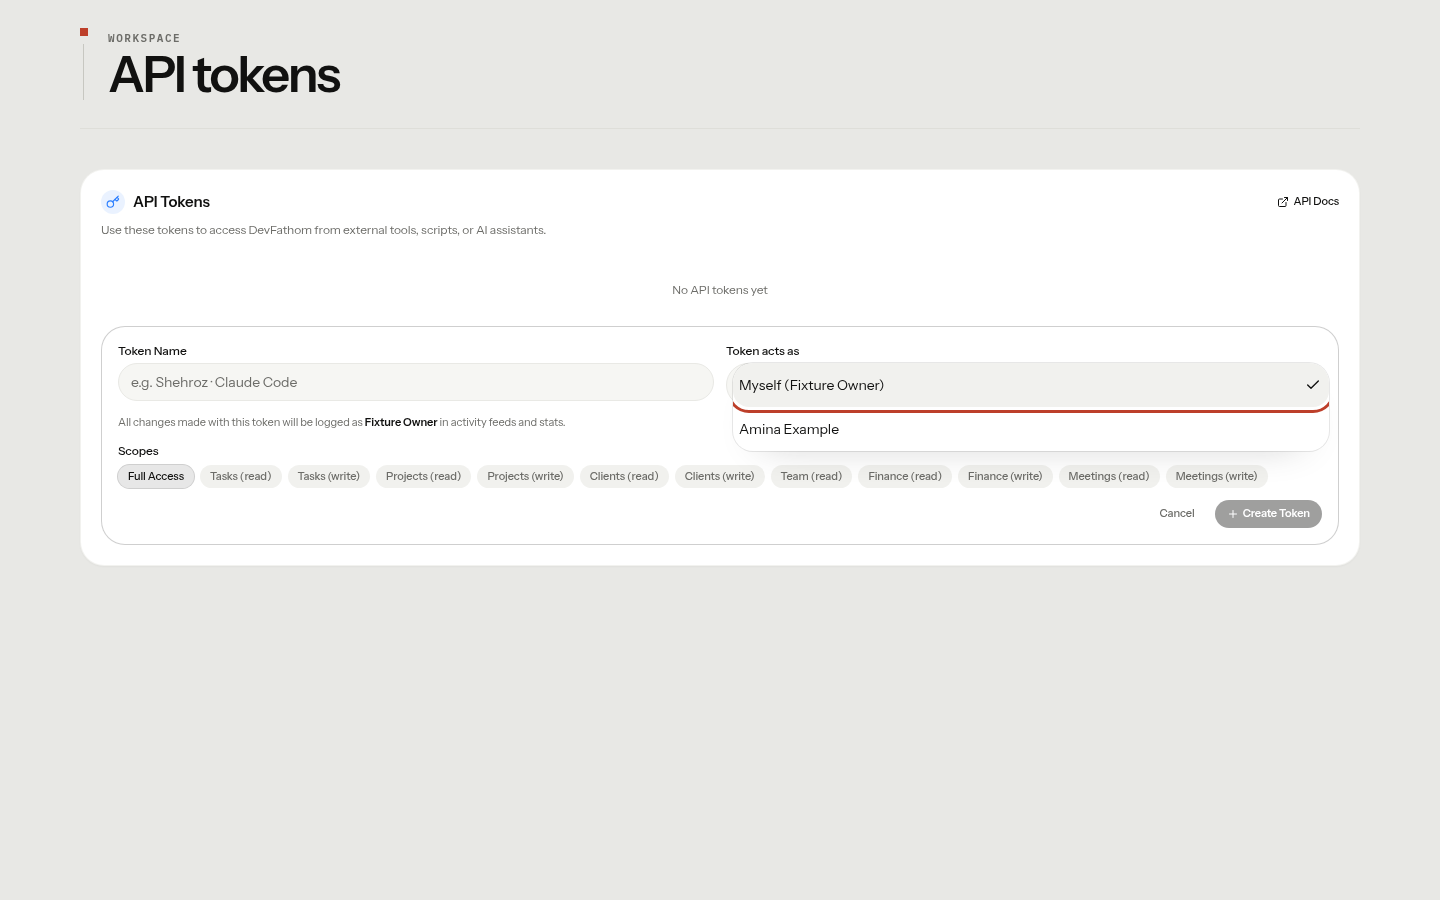 WORKSPACE
API tokens
API Tokens
API Docs
Use these tokens to access DevFathom from external tools, scripts, or AI assistants.
No API tokens yet
Token Name
Token acts as
e.g. Shehroz · Claude Code
Myself (Fixture Owner)
All changes made with this token will be logged as Fixture Owner in activity feeds and stats.
Amina Example
Scopes
Full Access Tasks (read) Tasks (write) Projects (read) Projects (write) Clients (read) Clients (write) Team (read) Finance (read) Finance (write) Meetings (read) Meetings (write)
Cancel
Create Token